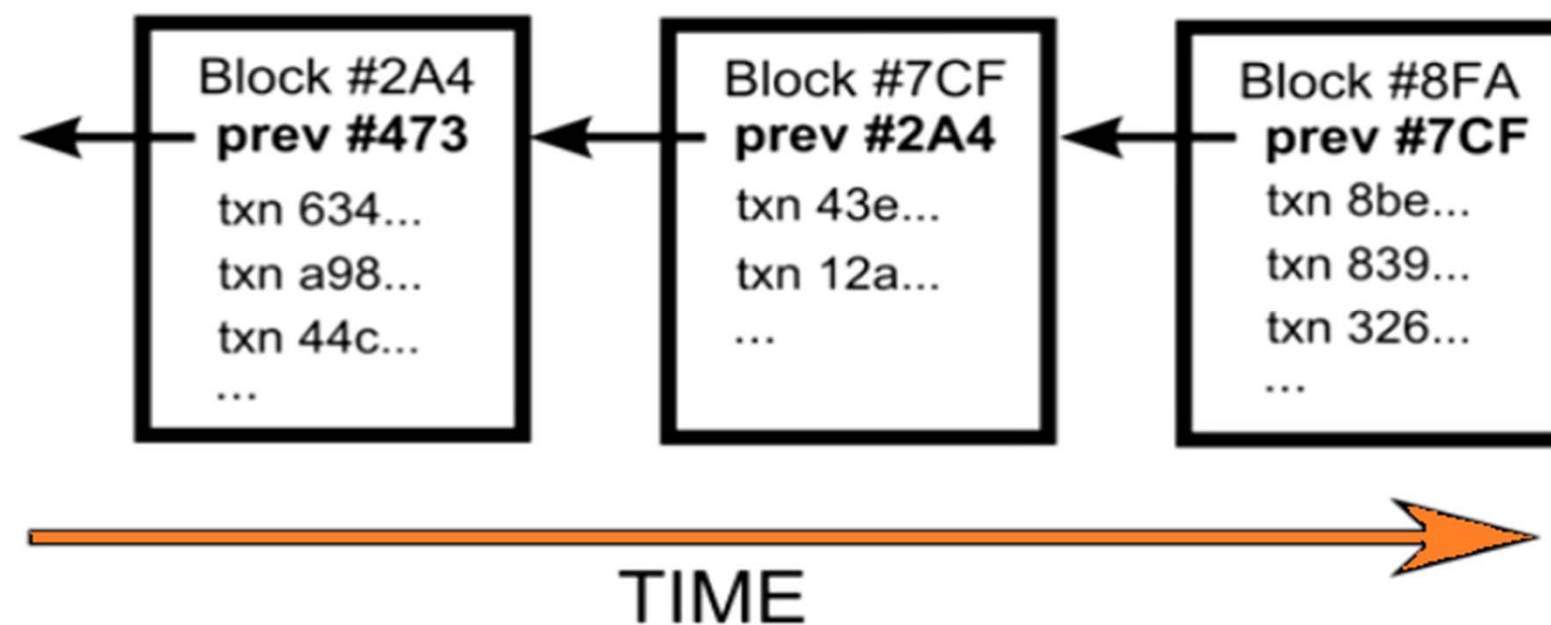 Block #2A4
prev #473
txn 634...
txn a98...
txn 44c...
...
Block #7CF
prev #2A4
txn 43e...
txn 12a...
...
Block #8FA
prev #7CF
txn 8be...
txn 839...
txn 326...
...
TIME